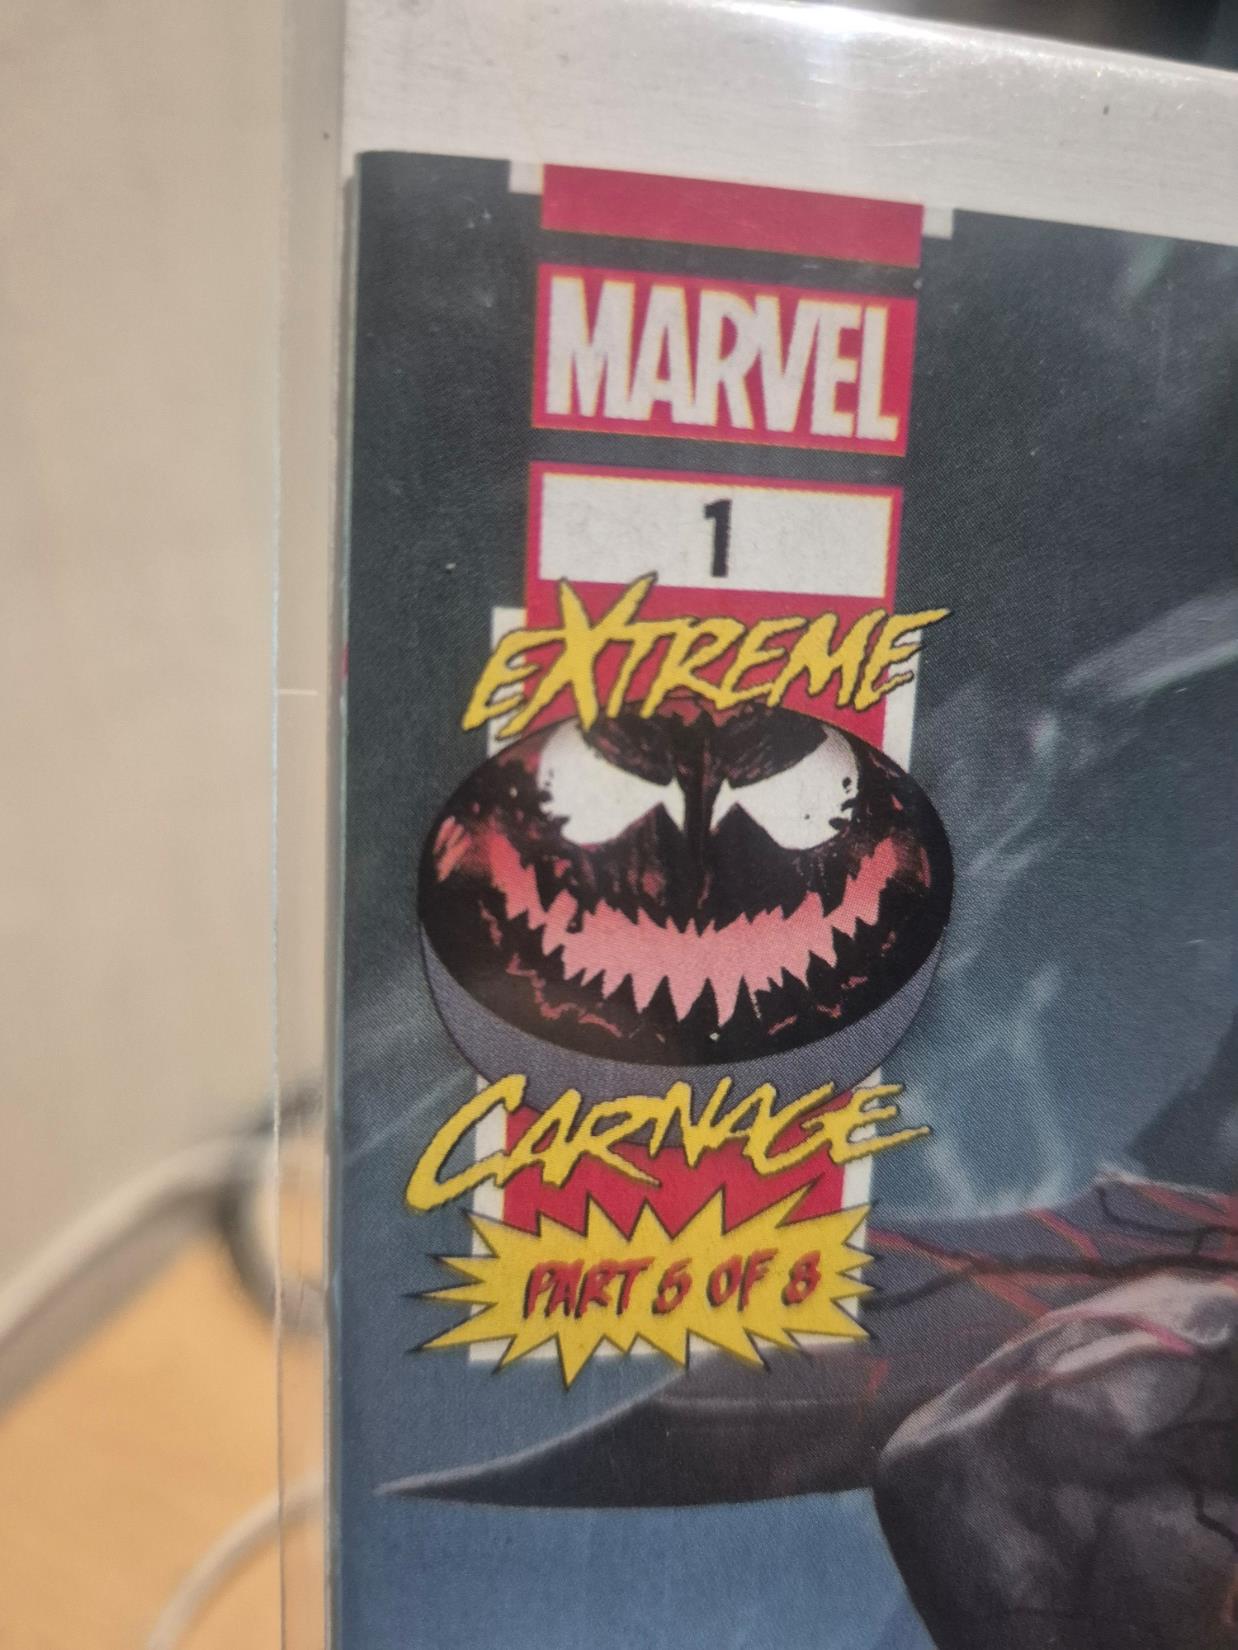 MARVEL
1
EXTREME
CARNAGE
PART 5 OF 8